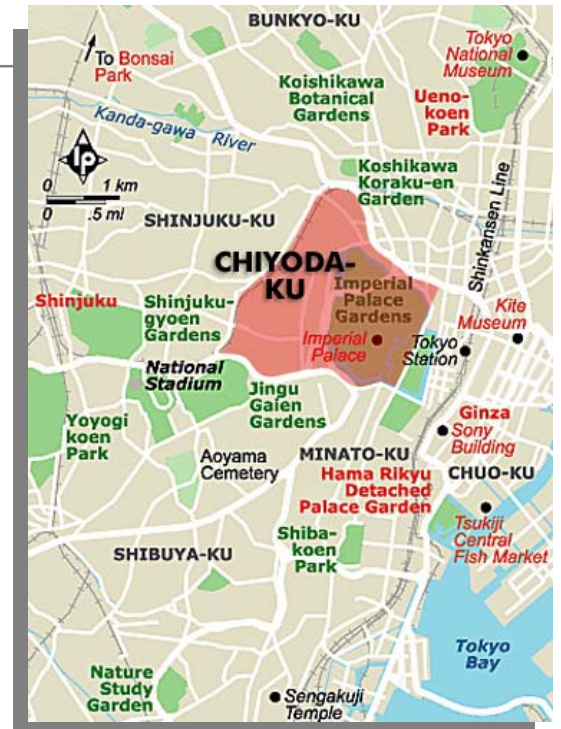 BUNKYO-KU
Tokyo
National
Museum
To Bonsai
Park
Koishikawa
Botanical
Gardens
Ueno-
koen
Park
Kanda-gawa River
lp
Koshikawa
Koraku-en
Garden
0 1 km
0 .5 mi
Shinkansen Line
SHINJUKU-KU
CHIYODA-
KU
Imperial
Palace
Gardens
Shinjuku
Shinjuku-
gyoen
Gardens
Kite
Museum
Imperial
Palace
Tokyo
Station
National
Stadium
Jingu
Gaien
Gardens
Yoyogi
koen
Park
Ginza
Sony
Building
Aoyama
Cemetery
MINATO-KU
Hama Rikyu
Detached
Palace Garden
CHUO-KU
Tsukiji
Central
Fish Market
Shiba-
koen
Park
SHIBUYA-KU
Tokyo
Bay
Nature
Study
Garden
Sengakuji
Temple